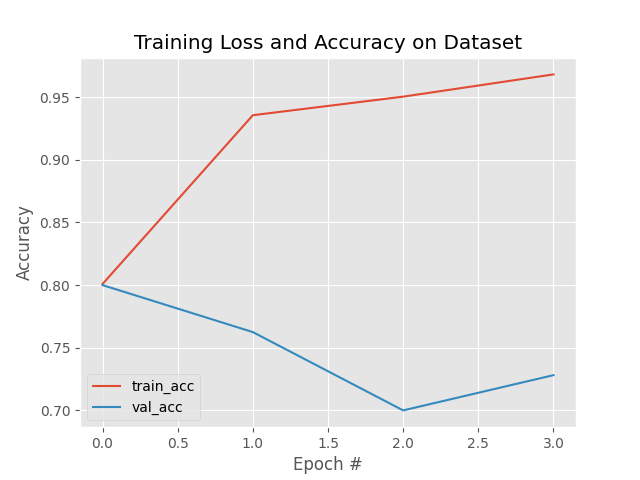 Training Loss and Accuracy on Dataset
Accuracy
0.95
0.90
0.85
0.80
0.75
0.70
train_acc
val_acc
0.0 0.5 1.0 1.5 2.0 2.5 3.0
Epoch #